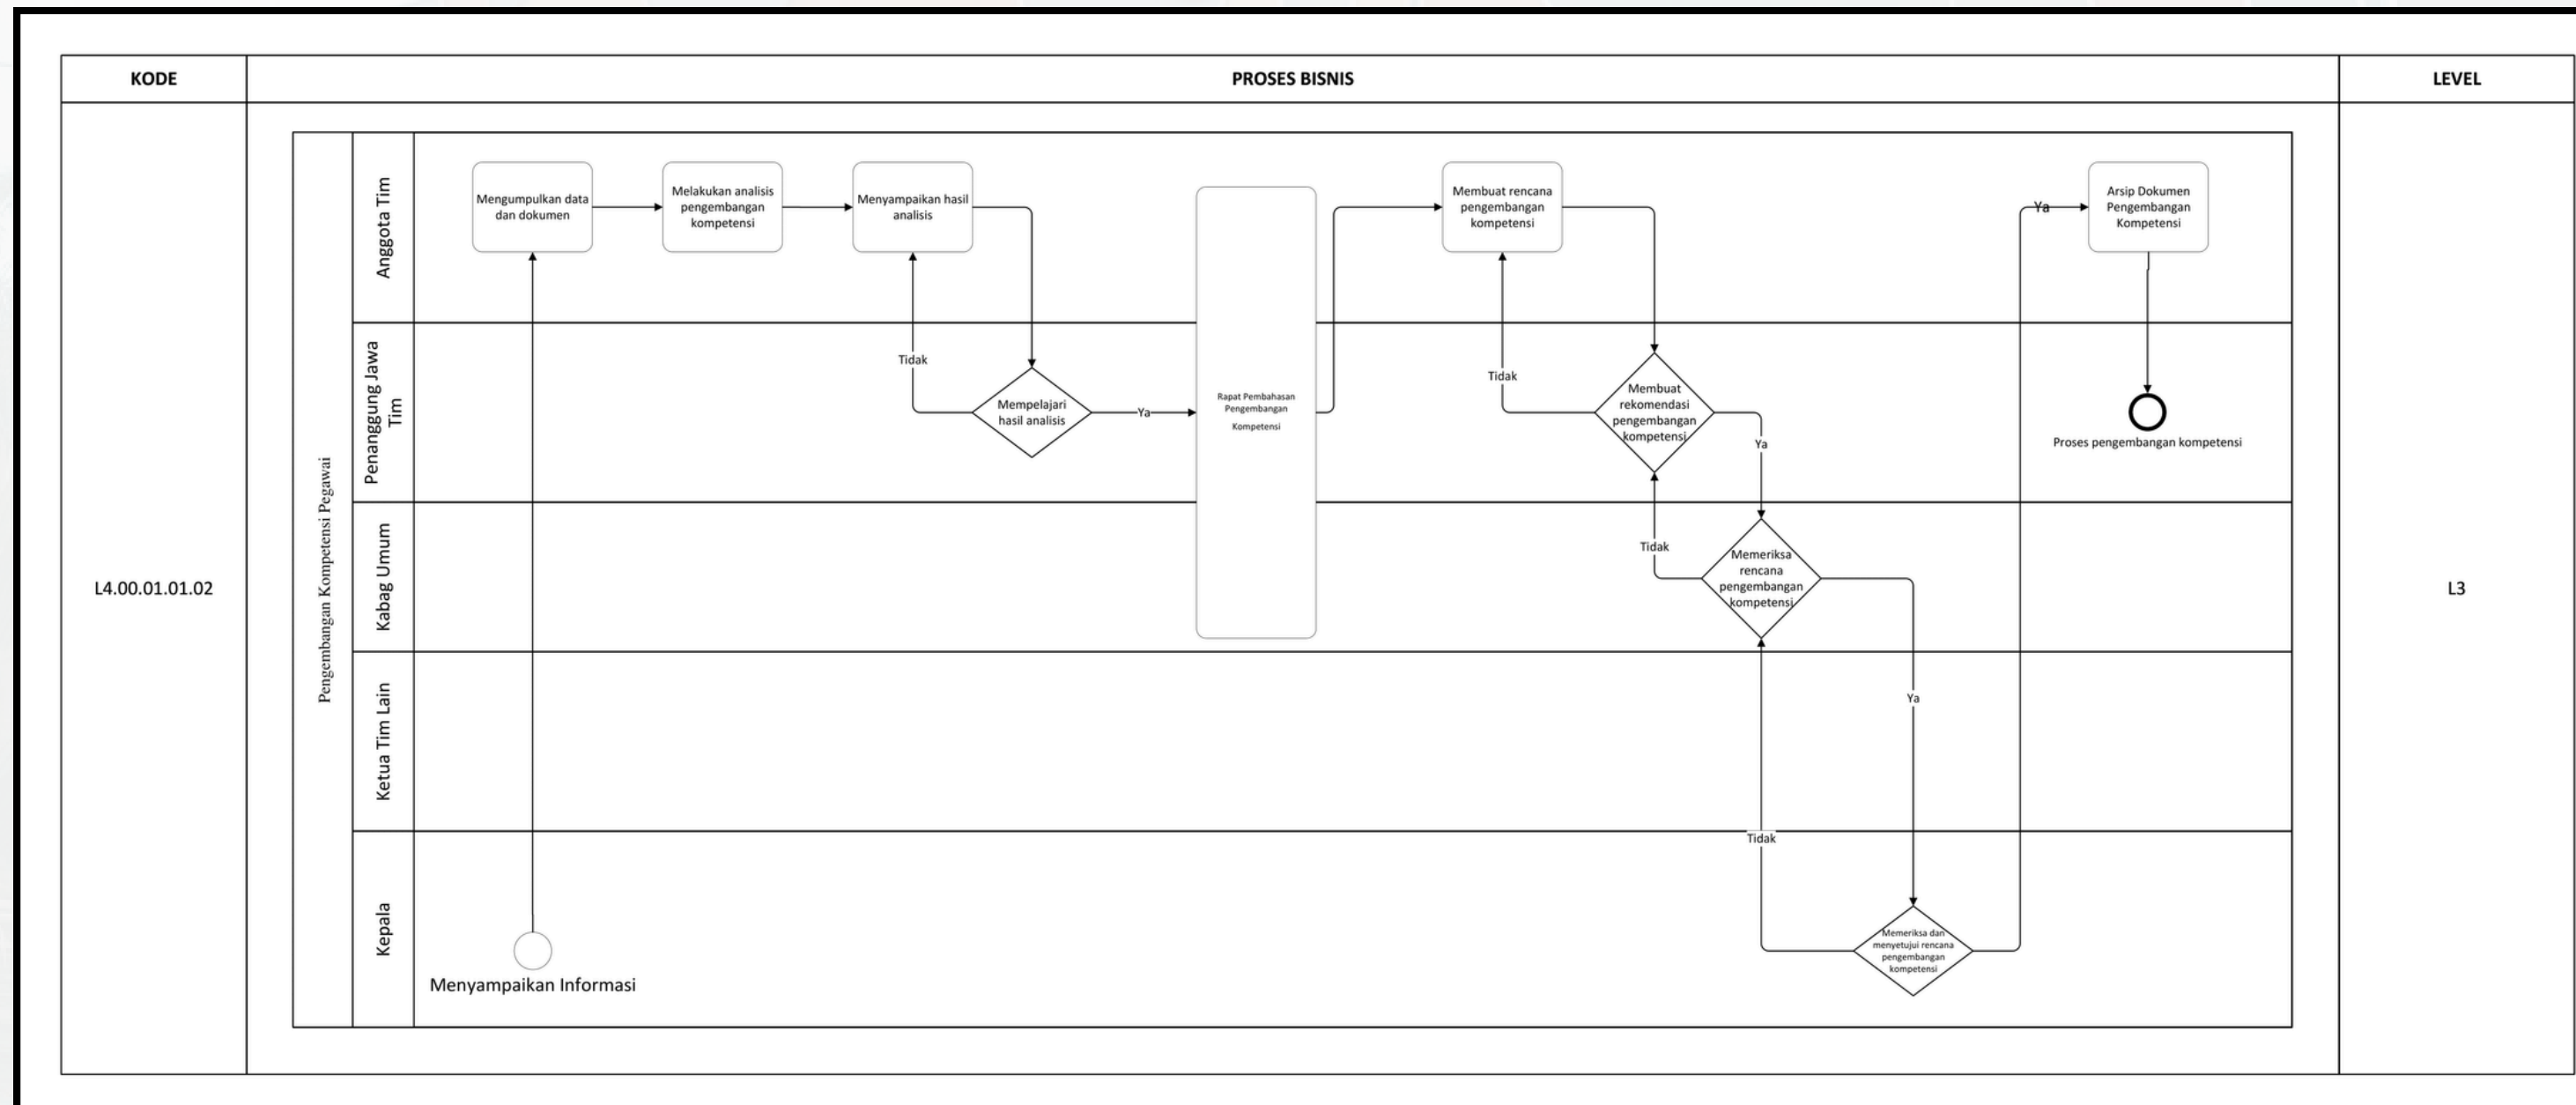 KODE
PROSES BISNIS
LEVEL
L4.00.01.01.02
L3
Pengembangan Kompetensi Pegawai
Anggota Tim
Penanggung Jawa
Tim
Kabag Umum
Ketua Tim Lain
Kepala
Menyampaikan Informasi
Mengumpulkan data
dan dokumen
Melakukan analisis
pengembangan
kompetensi
Menyampaikan hasil
analisis
Tidak
Mempelajari
hasil analisis
Ya
Rapat Pembahasan
Pengembangan
Kompetensi
Membuat rencana
pengembangan
kompetensi
Tidak
Membuat
rekomendasi
pengembangan
kompetensi
Ya
Tidak
Memeriksa
rencana
pengembangan
kompetensi
Ya
Tidak
Memeriksa dan
menyetujui rencana
pengembangan
kompetensi
Ya
Arsip Dokumen
Pengembangan
Kompetensi
Proses pengembangan kompetensi